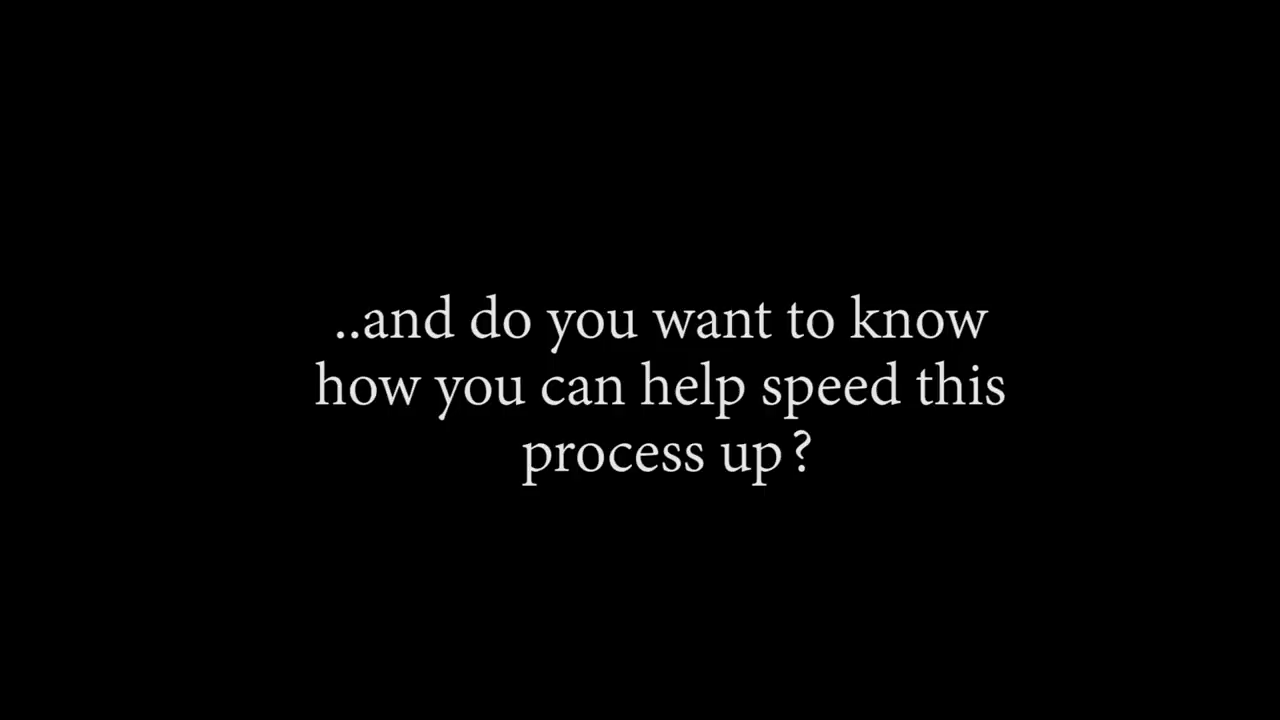 ..and do you want to know
how you can help speed this
process up?